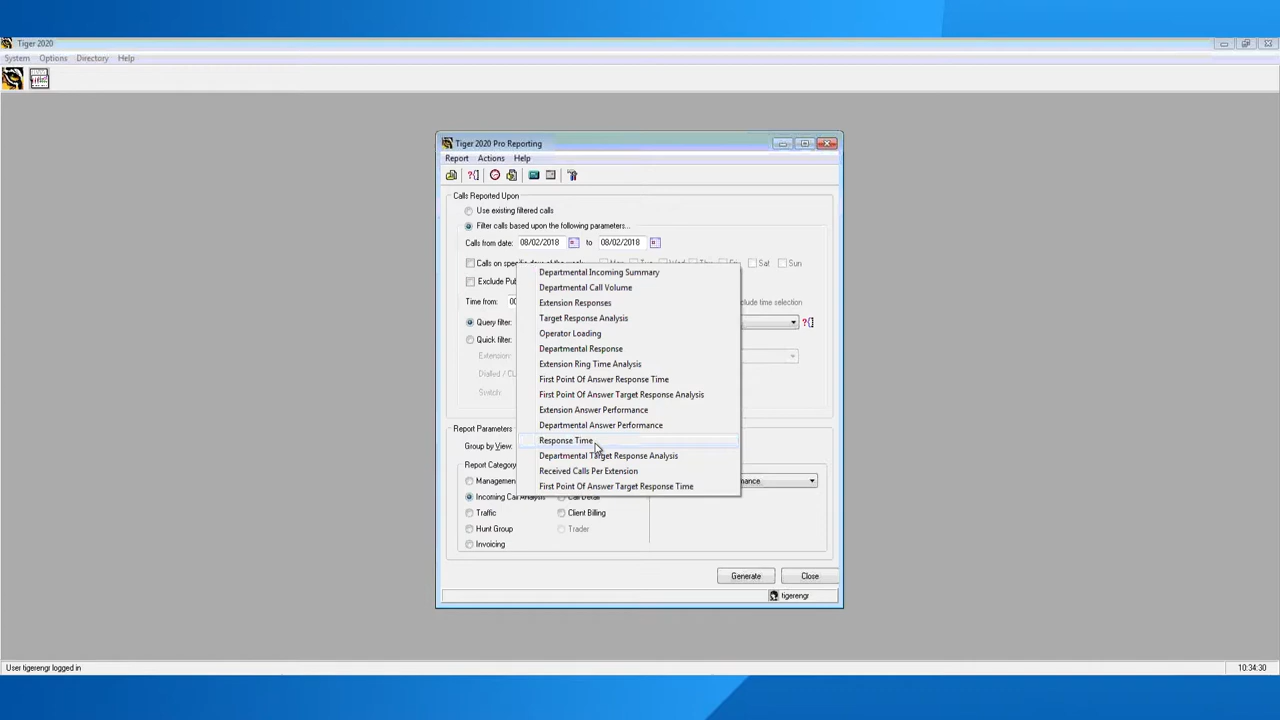 Tiger 2020
System Options Directory Help
Tiger 2020 Pro Reporting
Report Actions Help
Calls Reported Upon
Use existing filtered calls
Filter calls based upon the following parameters...
Calls from date: 08/02/2018 to 08/02/2018
Sat Sun
Departmental Incoming Summary
Exclude
Departmental Call Volume
Time from:
Extension Responses
Target Response Analysis
Query filter:
Operator Loading
Quick filter:
Departmental Response
Extension:
Extension Ring Time Analysis
First Point Of Answer Response Time
Switch:
First Point Of Answer Target Response Analysis
Extension Answer Performance
Departmental Answer Performance
Report Parameters
Response Time
Group by View:
Departmental Target Response Analysis
Report Category
Received Calls Per Extension
First Point Of Answer Target Response Time
Incoming Call Analysis Call Detail
Traffic Client Billing
Hunt Group Trader
Invoicing
Generate Close
tigerengr
User tigerengr logged in 10:34:30